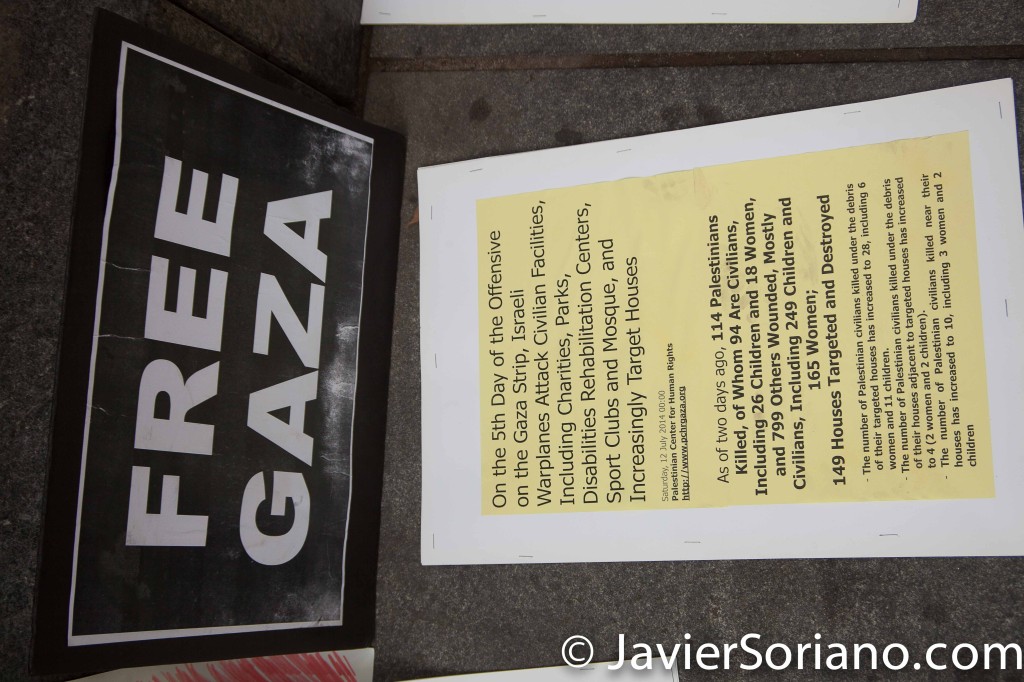 FREE
GAZA
On the 5th Day of the Offensive
on the Gaza Strip, Israeli
Warplanes Attack Civilian Facilities,
Including Charities, Parks,
Disabilities Rehabilitation Centers,
Sport Clubs and Mosque, and
Increasingly Target Houses
Saturday, 12 July 2014 00:00
Palestinian Center for Human Rights
http://www.pchrgaza.org
As of two days ago, 114 Palestinians
Killed, of Whom 94 Are Civilians,
Including 26 Children and 18 Women,
and 799 Others Wounded, Mostly
Civilians, Including 249 Children and
165 Women;
149 Houses Targeted and Destroyed
- The number of Palestinian civilians killed under the debris
of their targeted houses has increased to 28, including 6
women and 11 children.
- The number of Palestinian civilians killed under the debris
of their houses adjacent to targeted houses has increased
to 4 (2 women and 2 children).
- The number of Palestinian civilians killed near their
houses has increased to 10, including 3 women and 2
children
© JavierSoriano.com